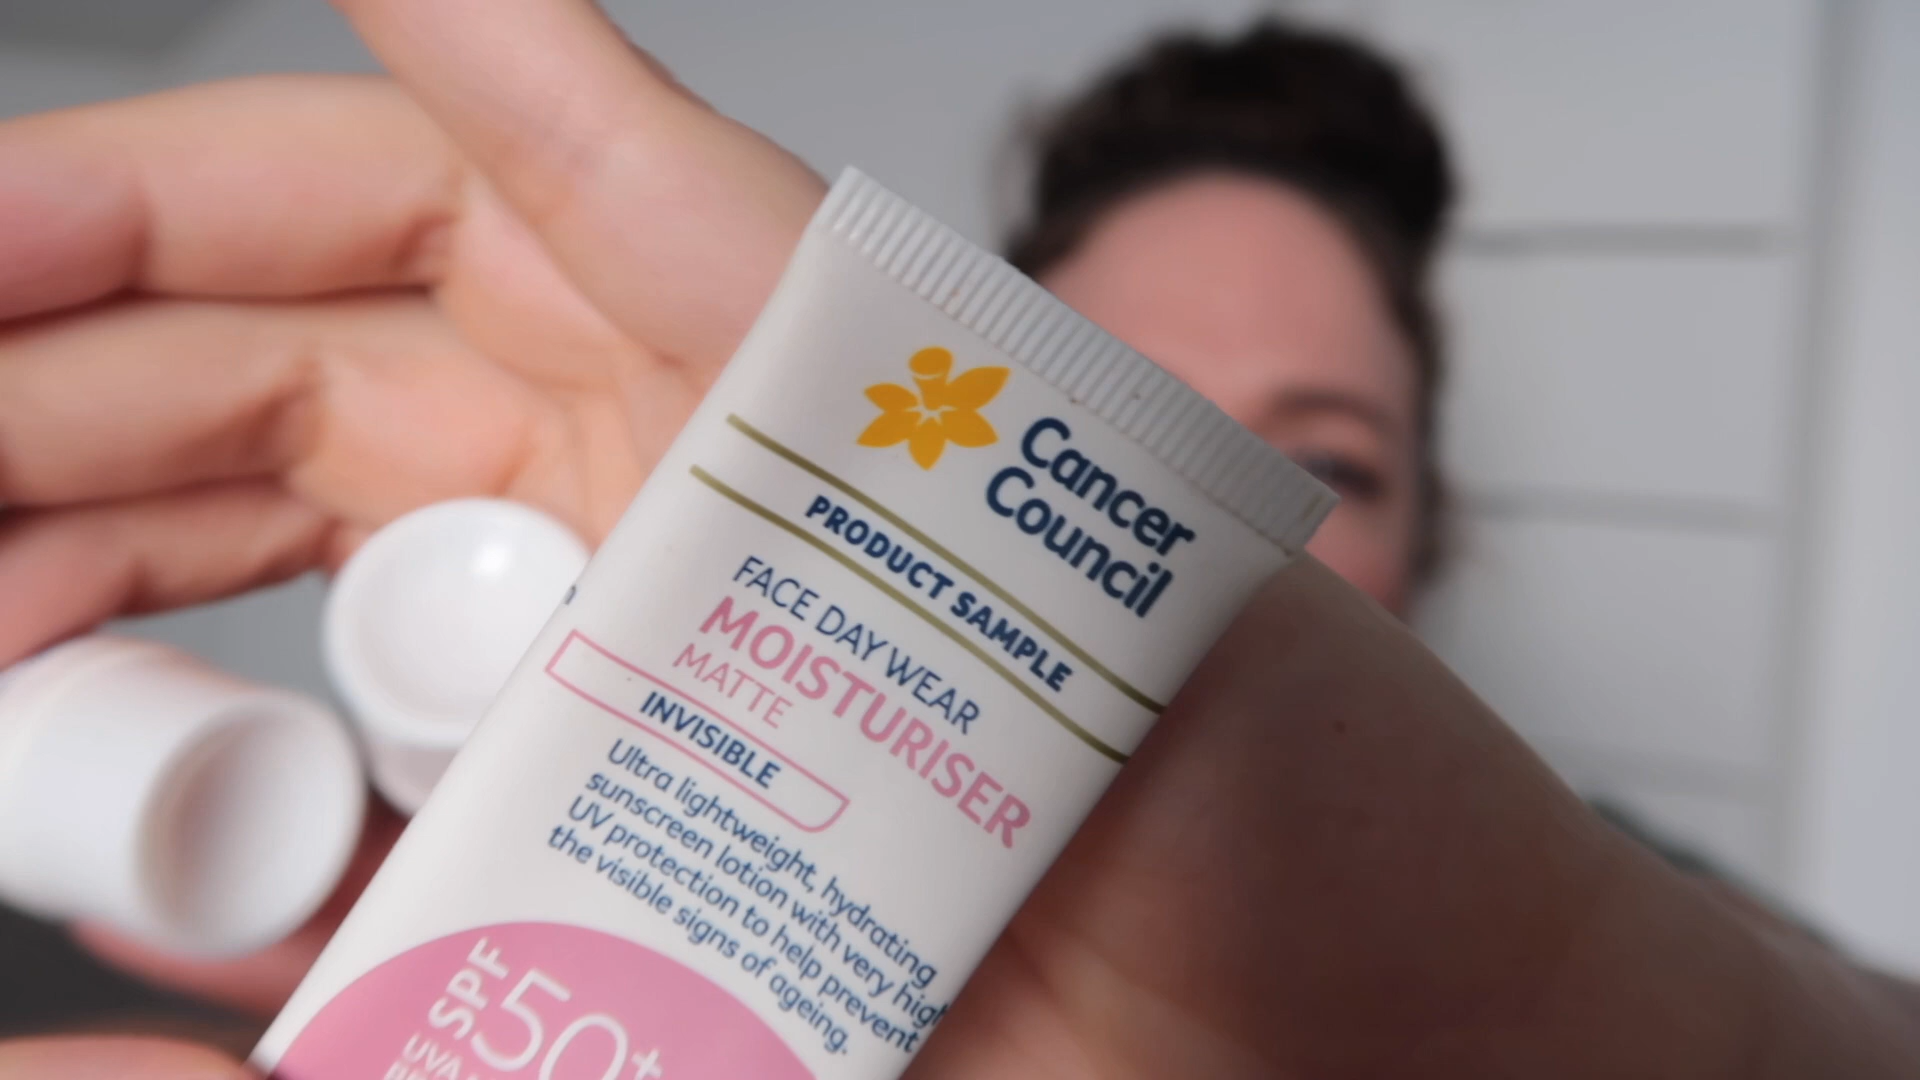 Cancer
Council
PRODUCT SAMPLE
FACE DAY WEAR
MOISTURISER
MATTE
INVISIBLE
Ultra lightweight, hydrating
sunscreen lotion with very high
UV protection to help prevent
the visible signs of ageing.
SPF
50+